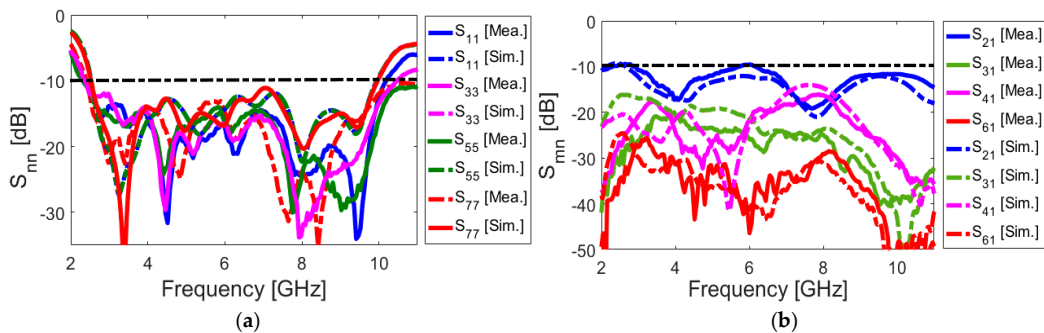 0
-10
-20
-30
S_nn [dB]
2
4
6
8
10
Frequency [GHz]
S_11 [Mea.]
S_11 [Sim.]
S_33 [Mea.]
S_33 [Sim.]
S_55 [Mea.]
S_55 [Sim.]
S_77 [Mea.]
S_77 [Sim.]
(a)
0
-10
-20
-30
-40
-50
S_mn [dB]
2
4
6
8
10
Frequency [GHz]
S_21 [Mea.]
S_31 [Mea.]
S_41 [Mea.]
S_61 [Mea.]
S_21 [Sim.]
S_31 [Sim.]
S_41 [Sim.]
S_61 [Sim.]
(b)